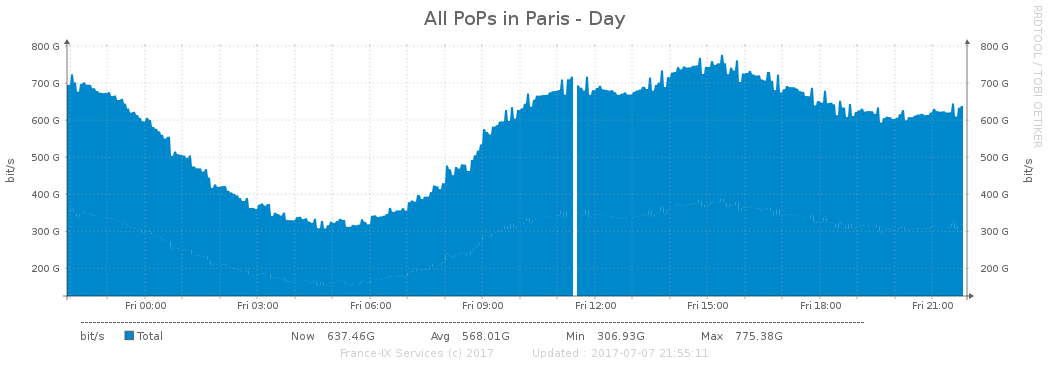 All PoPs in Paris - Day
RRDTOOL / TOBI OETIKER
800 G 800 G
700 G 700 G
600 G 600 G
500 G 500 G
400 G 400 G
300 G 300 G
200 G 200 G
bit/s bit/s
Fri 00:00 Fri 03:00 Fri 06:00 Fri 09:00 Fri 12:00 Fri 15:00 Fri 18:00 Fri 21:00
bit/s Total Now 637.46G Avg 568.01G Min 306.93G Max 775.38G
France-IX Services (c) 2017 Updated : 2017-07-07 21:55:11